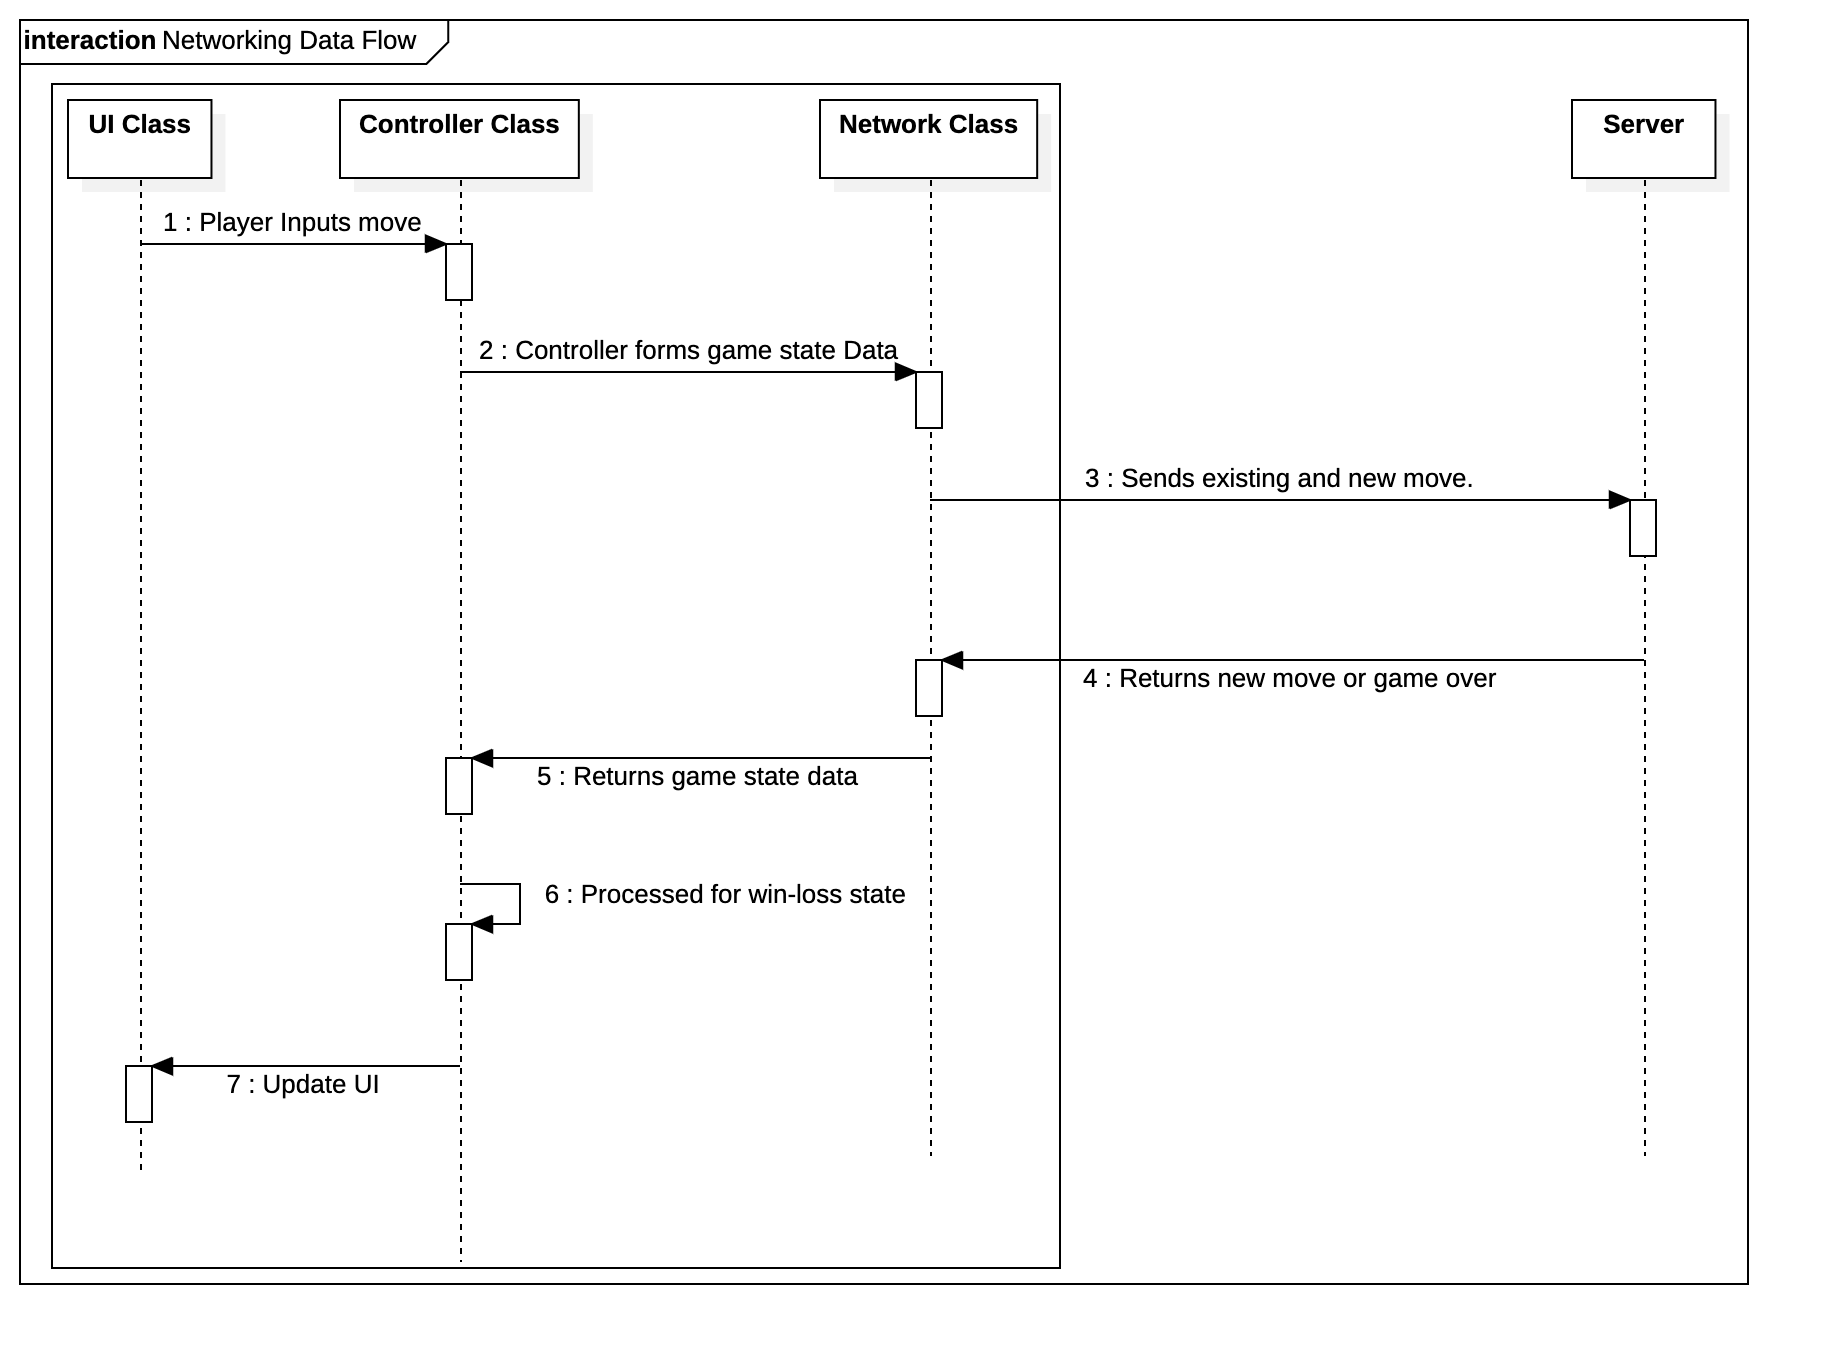 interaction Networking Data Flow
UI Class
Controller Class
Network Class
Server
1 : Player Inputs move
2 : Controller forms game state Data
3 : Sends existing and new move.
4 : Returns new move or game over
5 : Returns game state data
6 : Processed for win-loss state
7 : Update UI